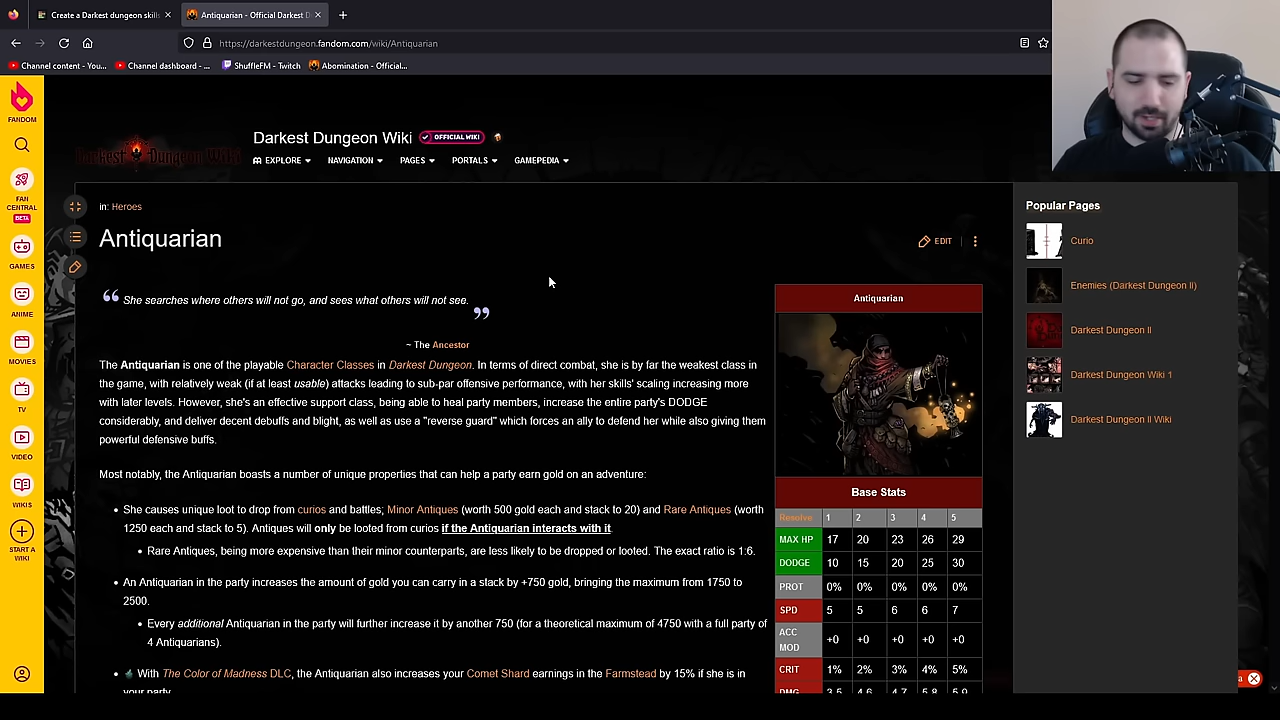 Create a Darkest dungeon skills
Antiquarian - Official Darkest D
https://darkestdungeon.fandom.com/wiki/Antiquarian
Channel content - You...
Channel dashboard - ...
ShuffleFM - Twitch
Abomination - Official...
FANDOM
FAN CENTRAL
BETA
GAMES
ANIME
MOVIES
TV
VIDEO
WIKIS
START A WIKI
Darkest Dungeon Wiki
Darkest Dungeon Wiki
OFFICIAL WIKI
EXPLORE
NAVIGATION
PAGES
PORTALS
GAMEPEDIA
in: Heroes
Antiquarian
EDIT
“ She searches where others will not go, and sees what others will not see. ”
~ The Ancestor
The Antiquarian is one of the playable Character Classes in Darkest Dungeon. In terms of direct combat, she is by far the weakest class in
the game, with relatively weak (if at least usable) attacks leading to sub-par offensive performance, with her skills' scaling increasing more
with later levels. However, she's an effective support class, being able to heal party members, increase the entire party's DODGE
considerably, and deliver decent debuffs and blight, as well as use a "reverse guard" which forces an ally to defend her while also giving them
powerful defensive buffs.
Most notably, the Antiquarian boasts a number of unique properties that can help a party earn gold on an adventure:
• She causes unique loot to drop from curios and battles; Minor Antiques (worth 500 gold each and stack to 20) and Rare Antiques (worth
1250 each and stack to 5). Antiques will only be looted from curios if the Antiquarian interacts with it.
• Rare Antiques, being more expensive than their minor counterparts, are less likely to be dropped or looted. The exact ratio is 1:6.
• An Antiquarian in the party increases the amount of gold you can carry in a stack by +750 gold, bringing the maximum from 1750 to
2500.
• Every additional Antiquarian in the party will further increase it by another 750 (for a theoretical maximum of 4750 with a full party of
4 Antiquarians).
• With The Color of Madness DLC, the Antiquarian also increases your Comet Shard earnings in the Farmstead by 15% if she is in
your party.
Antiquarian
Base Stats
Resolve 1 2 3 4 5
MAX HP 17 20 23 26 29
DODGE 10 15 20 25 30
PROT 0% 0% 0% 0% 0%
SPD 5 5 6 6 7
ACC MOD +0 +0 +0 +0 +0
CRIT 1% 2% 3% 4% 5%
DMG 3-5 4-6 4-7 5-8 5-9
Popular Pages
Curio
Enemies (Darkest Dungeon II)
Darkest Dungeon II
Darkest Dungeon Wiki 1
Darkest Dungeon II Wiki